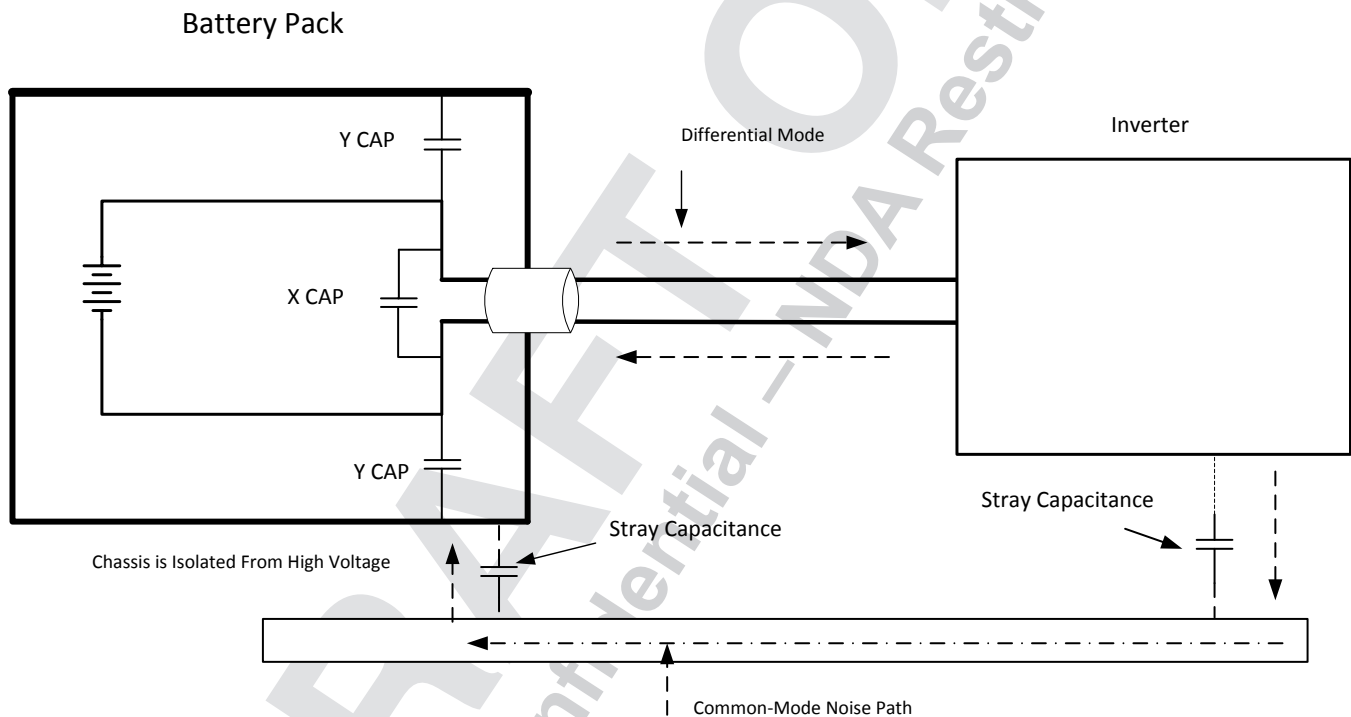 Battery Pack
Y CAP
Differential Mode
Inverter
X CAP
Y CAP
Stray Capacitance
Stray Capacitance
Chassis is Isolated From High Voltage
Common-Mode Noise Path
NDA